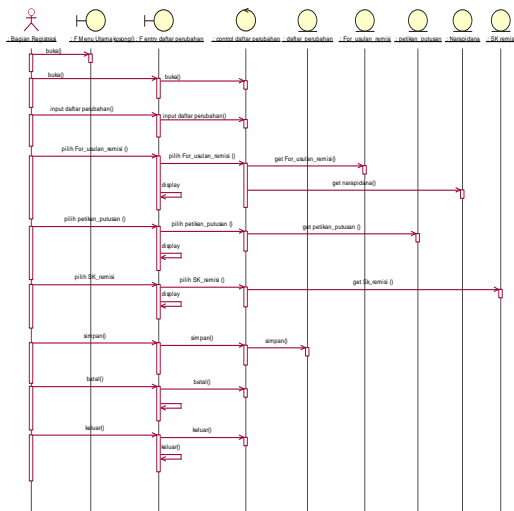 : Bagian Registrasi
: F Menu Utama
kosong()
: F entry daftar perubahan
: control daftar perubahan
: daftar_perubahan
: For_usulan_remisi
: petikan_putusan
: Narapidana
: SK remisi
buka()
buka()
buka()
input daftar perubahan()
input daftar perubahan()
pilih For_usulan_remisi ()
pilih For_usulan_remisi ()
get For_usulan_remisi()
display
get narapidana()
pilih petikan_putusan ()
pilih petikan_putusan ()
get petikan_putusan ()
display
pilih SK_remisi
pilih SK_remisi ()
get Sk_remisi ()
display
simpan()
simpan()
simpan()
batal()
batal()
keluar()
keluar()
keluar()